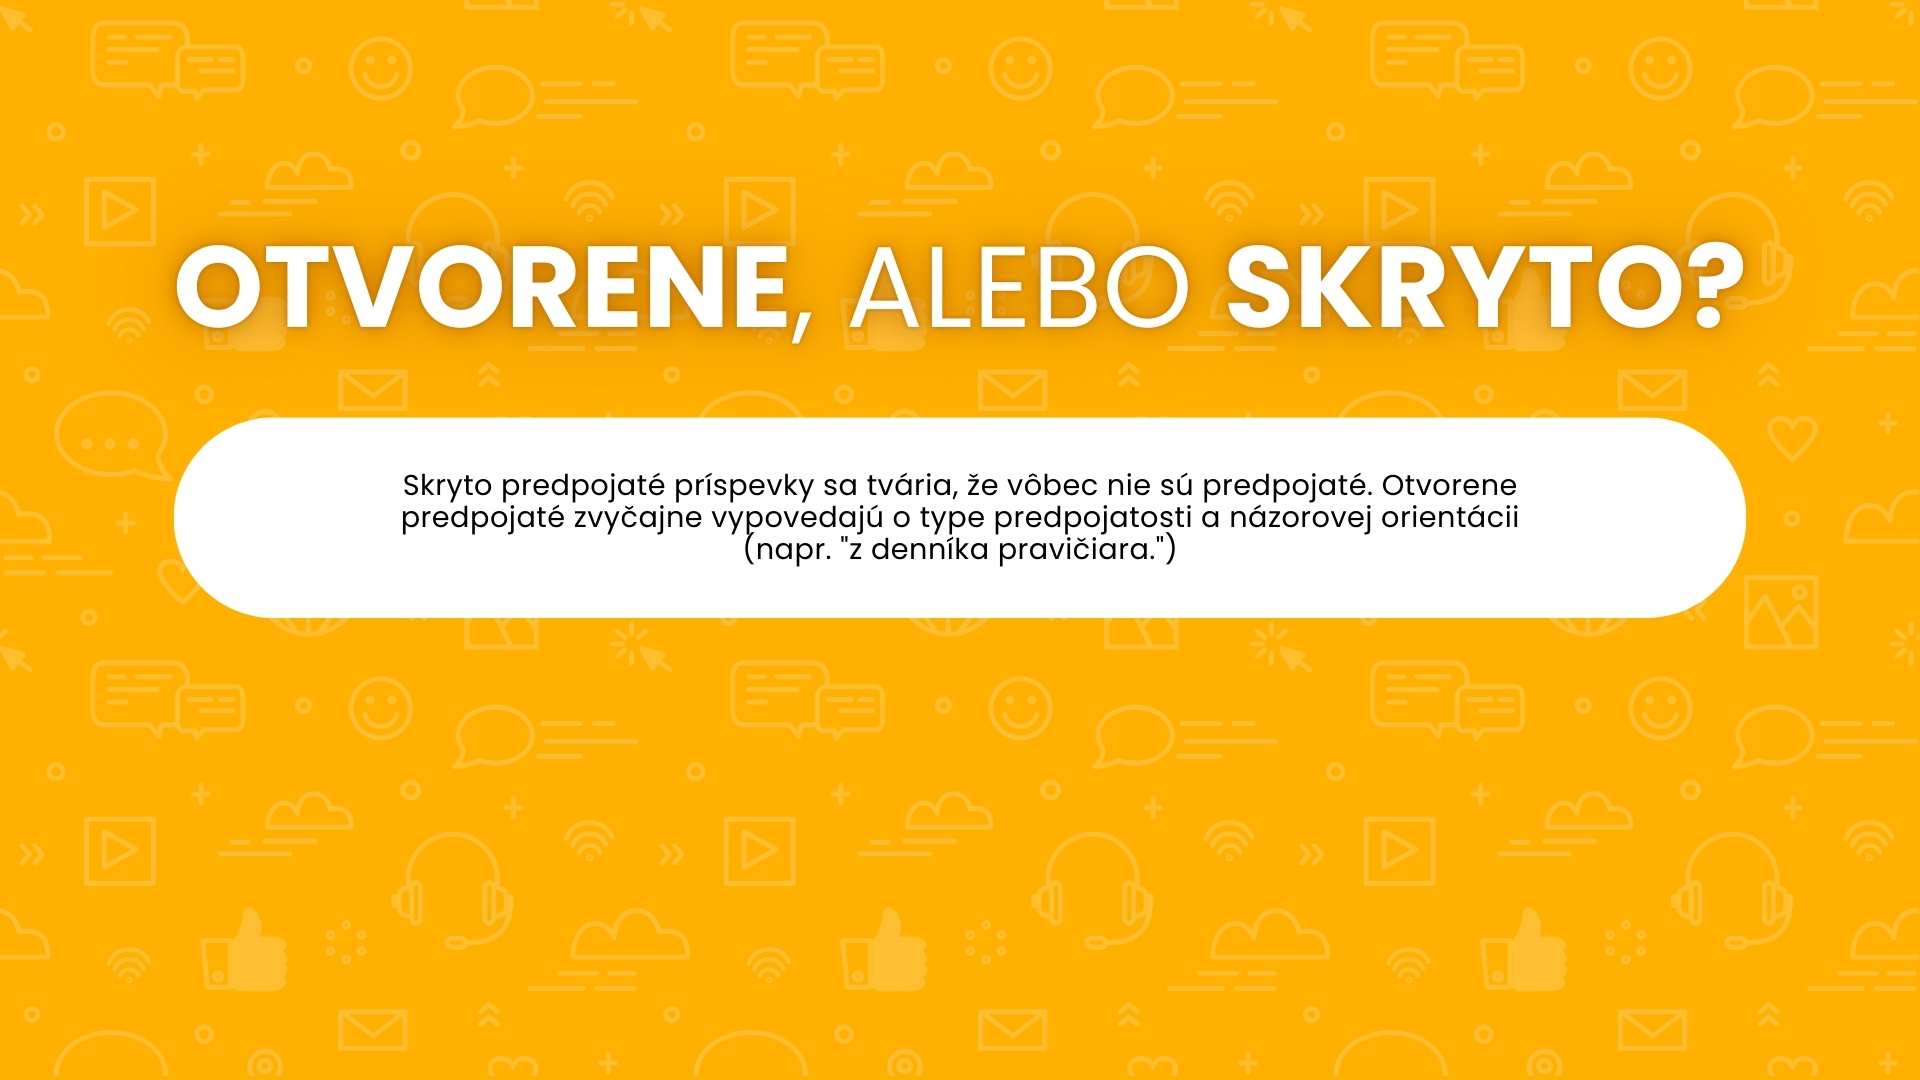 OTVORENE, ALEBO SKRYTO?
Skryto predpojaté príspevky sa tvária, že vôbec nie sú predpojaté. Otvorene
predpojaté zvyčajne vypovedajú o type predpojatosti a názorovej orientácii
(napr. "z denníka pravičiara.")